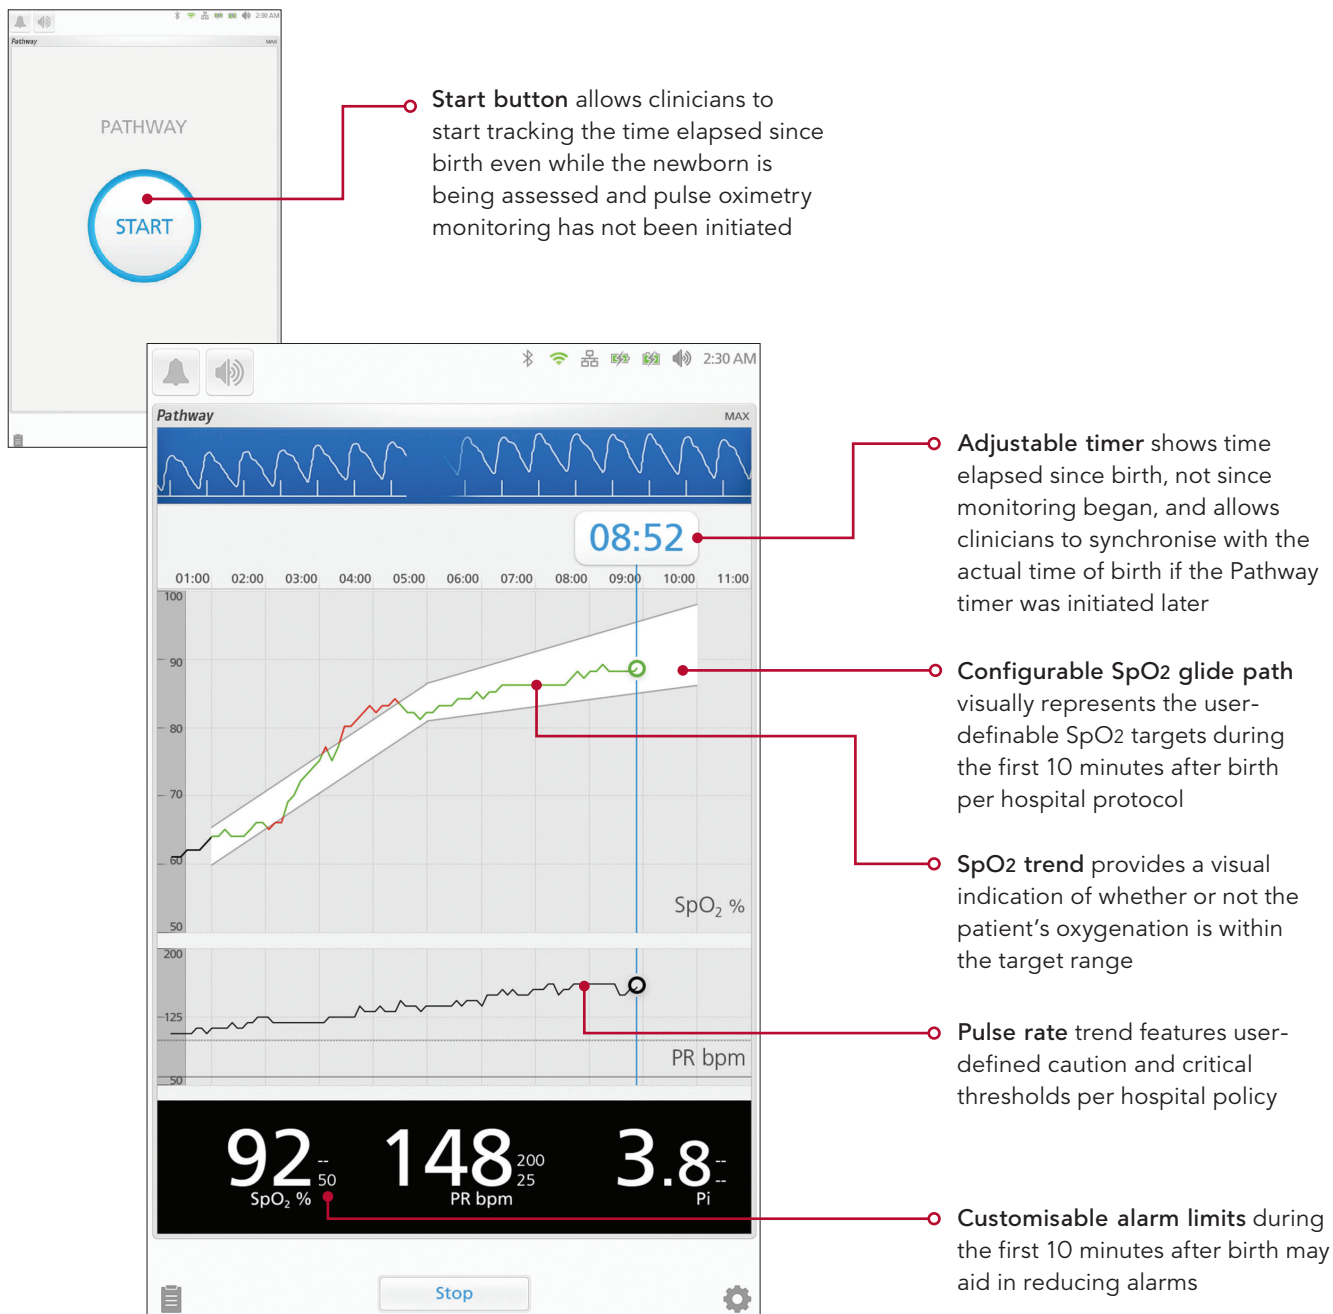 2:30 AM
Pathway
MAX
PATHWAY
START
Start button allows clinicians to
start tracking the time elapsed since
birth even while the newborn is
being assessed and pulse oximetry
monitoring has not been initiated
2:30 AM
Pathway
MAX
08:52
01:00 02:00 03:00 04:00 05:00 06:00 07:00 08:00 09:00 10:00 11:00
100
90
80
70
60
50
SpO2 %
200
125
50
PR bpm
92 -- 50 SpO2 %
148 200 25 PR bpm
3.8 -- -- Pi
Stop
Adjustable timer shows time
elapsed since birth, not since
monitoring began, and allows
clinicians to synchronise with the
actual time of birth if the Pathway
timer was initiated later
Configurable SpO2 glide path
visually represents the user-
definable SpO2 targets during
the first 10 minutes after birth
per hospital protocol
SpO2 trend provides a visual
indication of whether or not the
patient's oxygenation is within
the target range
Pulse rate trend features user-
defined caution and critical
thresholds per hospital policy
Customisable alarm limits during
the first 10 minutes after birth may
aid in reducing alarms